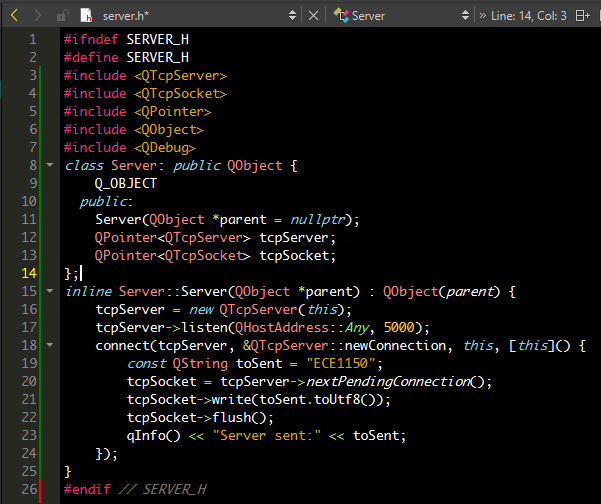 server.h* Server » Line: 14, Col: 3
1 #ifndef SERVER_H
2 #define SERVER_H
3 #include <QTcpServer>
4 #include <QTcpSocket>
5 #include <QPointer>
6 #include <QObject>
7 #include <QDebug>
8 class Server: public QObject {
9     Q_OBJECT
10   public:
11     Server(QObject *parent = nullptr);
12     QPointer<QTcpServer> tcpServer;
13     QPointer<QTcpSocket> tcpSocket;
14 };
15 inline Server::Server(QObject *parent) : QObject(parent) {
16     tcpServer = new QTcpServer(this);
17     tcpServer->listen(QHostAddress::Any, 5000);
18     connect(tcpServer, &QTcpServer::newConnection, this, [this]() {
19         const QString toSent = "ECE1150";
20         tcpSocket = tcpServer->nextPendingConnection();
21         tcpSocket->write(toSent.toUtf8());
22         tcpSocket->flush();
23         qInfo() << "Server sent:" << toSent;
24     });
25 }
26 #endif // SERVER_H